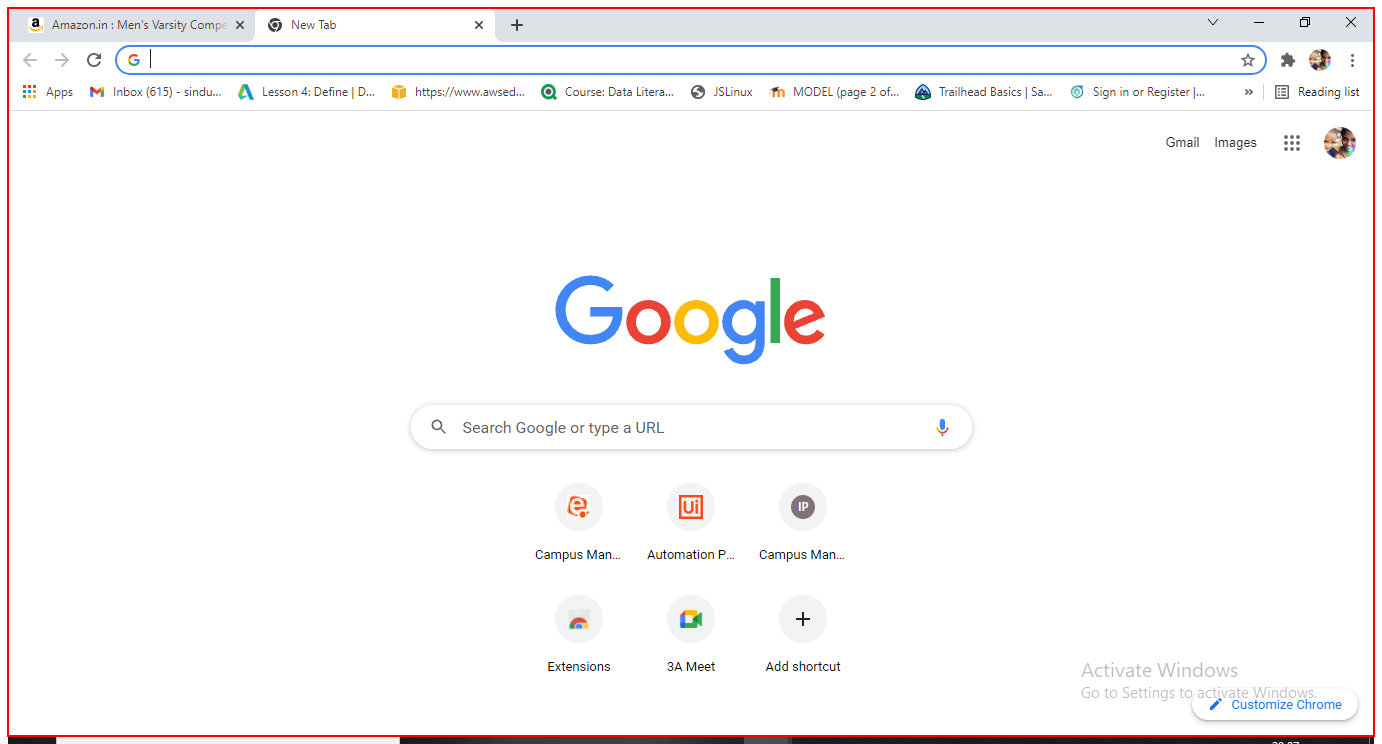 Amazon.in : Men's Varsity Compe
New Tab
Apps
Inbox (615) - sindu...
Lesson 4: Define | D...
https://www.awsed...
Course: Data Litera...
JSLinux
MODEL (page 2 of...
Trailhead Basics | Sa...
Sign in or Register |...
»
Reading list
Gmail
Images
Google
Search Google or type a URL
Campus Man...
Ui
Automation P...
IP
Campus Man...
Extensions
3A Meet
Add shortcut
Activate Windows
Go to Settings to activate Windows.
Customize Chrome